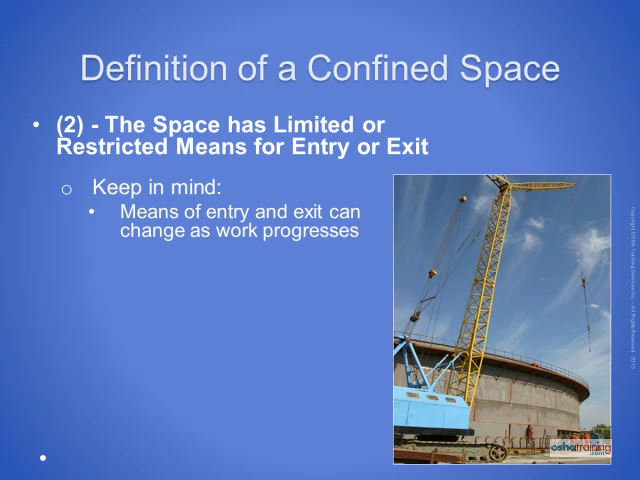 Definition of a Confined Space
• (2) - The Space has Limited or
Restricted Means for Entry or Exit
o Keep in mind:
• Means of entry and exit can
change as work progresses
oshatraining
.com